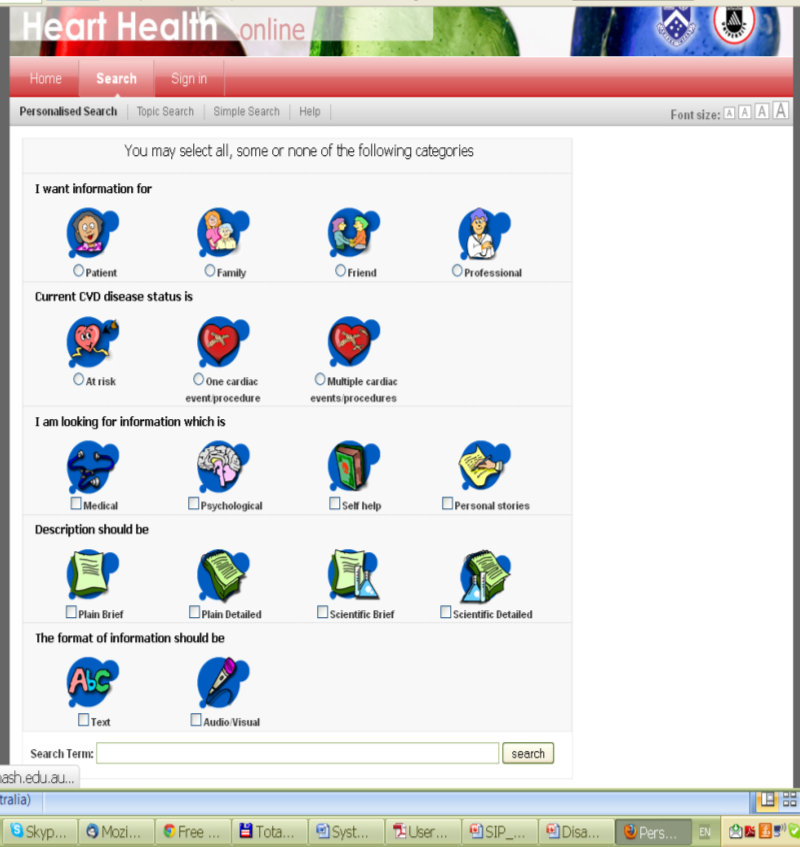 Heart Health online
Home Search Sign in
Personalised Search Topic Search Simple Search Help Font size: A A A A
You may select all, some or none of the following categories
I want information for
Patient Family Friend Professional
Current CVD disease status is
At risk One cardiac event/procedure Multiple cardiac events/procedures
I am looking for information which is
Medical Psychological Self help Personal stories
Description should be
Plain Brief Plain Detailed Scientific Brief Scientific Detailed
The format of information should be
AbC
Text Audio/Visual
Search Term: search
ash.edu.au...
tralia)
Skyp... Mozi... Free ... Tota... Syst... User... SIP_... Disa... Pers... EN